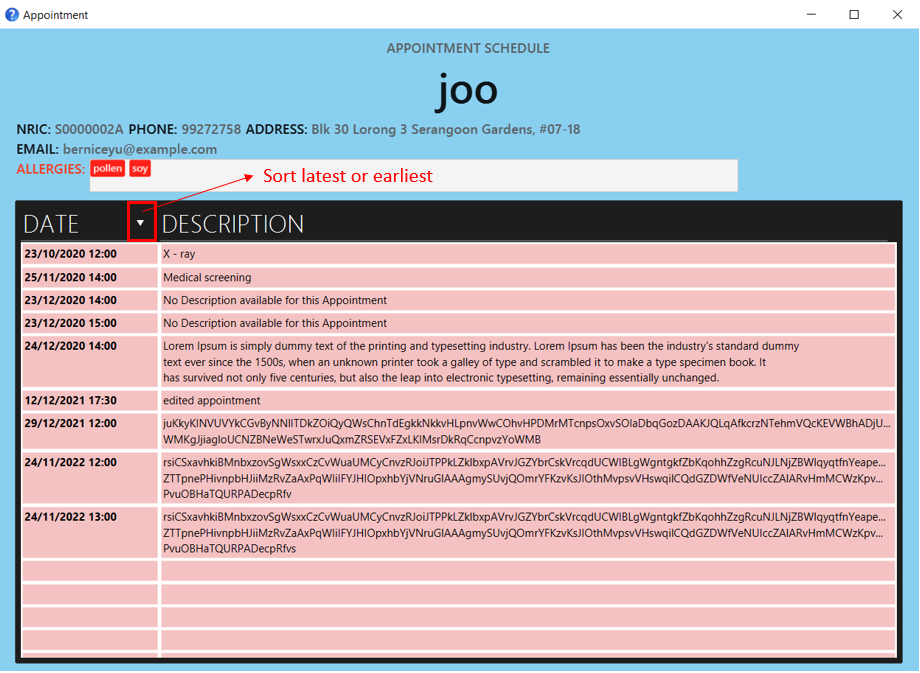 Appointment
APPOINTMENT SCHEDULE
joo
NRIC: S0000002A PHONE: 99272758 ADDRESS: Blk 30 Lorong 3 Serangoon Gardens, #07-18
EMAIL: berniceyu@example.com
ALLERGIES: pollen soy
Sort latest or earliest
DATE DESCRIPTION
23/10/2020 12:00 X - ray
25/11/2020 14:00 Medical screening
23/12/2020 14:00 No Description available for this Appointment
23/12/2020 15:00 No Description available for this Appointment
24/12/2020 14:00 Lorem Ipsum is simply dummy text of the printing and typesetting industry. Lorem Ipsum has been the industry's standard dummy
text ever since the 1500s, when an unknown printer took a galley of type and scrambled it to make a type specimen book. It
has survived not only five centuries, but also the leap into electronic typesetting, remaining essentially unchanged.
12/12/2021 17:30 edited appointment
29/12/2021 12:00
24/11/2022 12:00
PvuOBHaTQURPADecpRfv
24/11/2022 13:00
PvuOBHaTQURPADecpRfvs